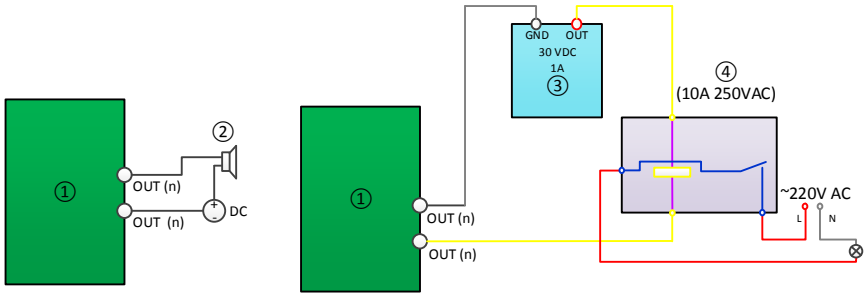 ①
OUT (n)
OUT (n)
②
+
-
DC
①
OUT (n)
OUT (n)
GND
OUT
30 VDC
1A
③
④
(10A 250VAC)
~220V AC
L
N